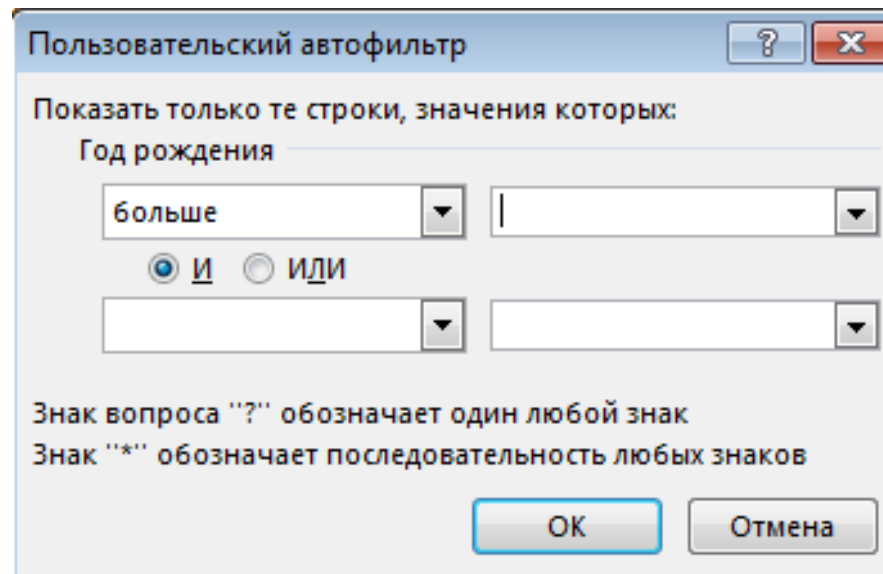 Пользовательский автофильтр
Показать только те строки, значения которых:
Год рождения
больше
И ИЛИ
Знак вопроса "?" обозначает один любой знак
Знак "*" обозначает последовательность любых знаков
ОК Отмена